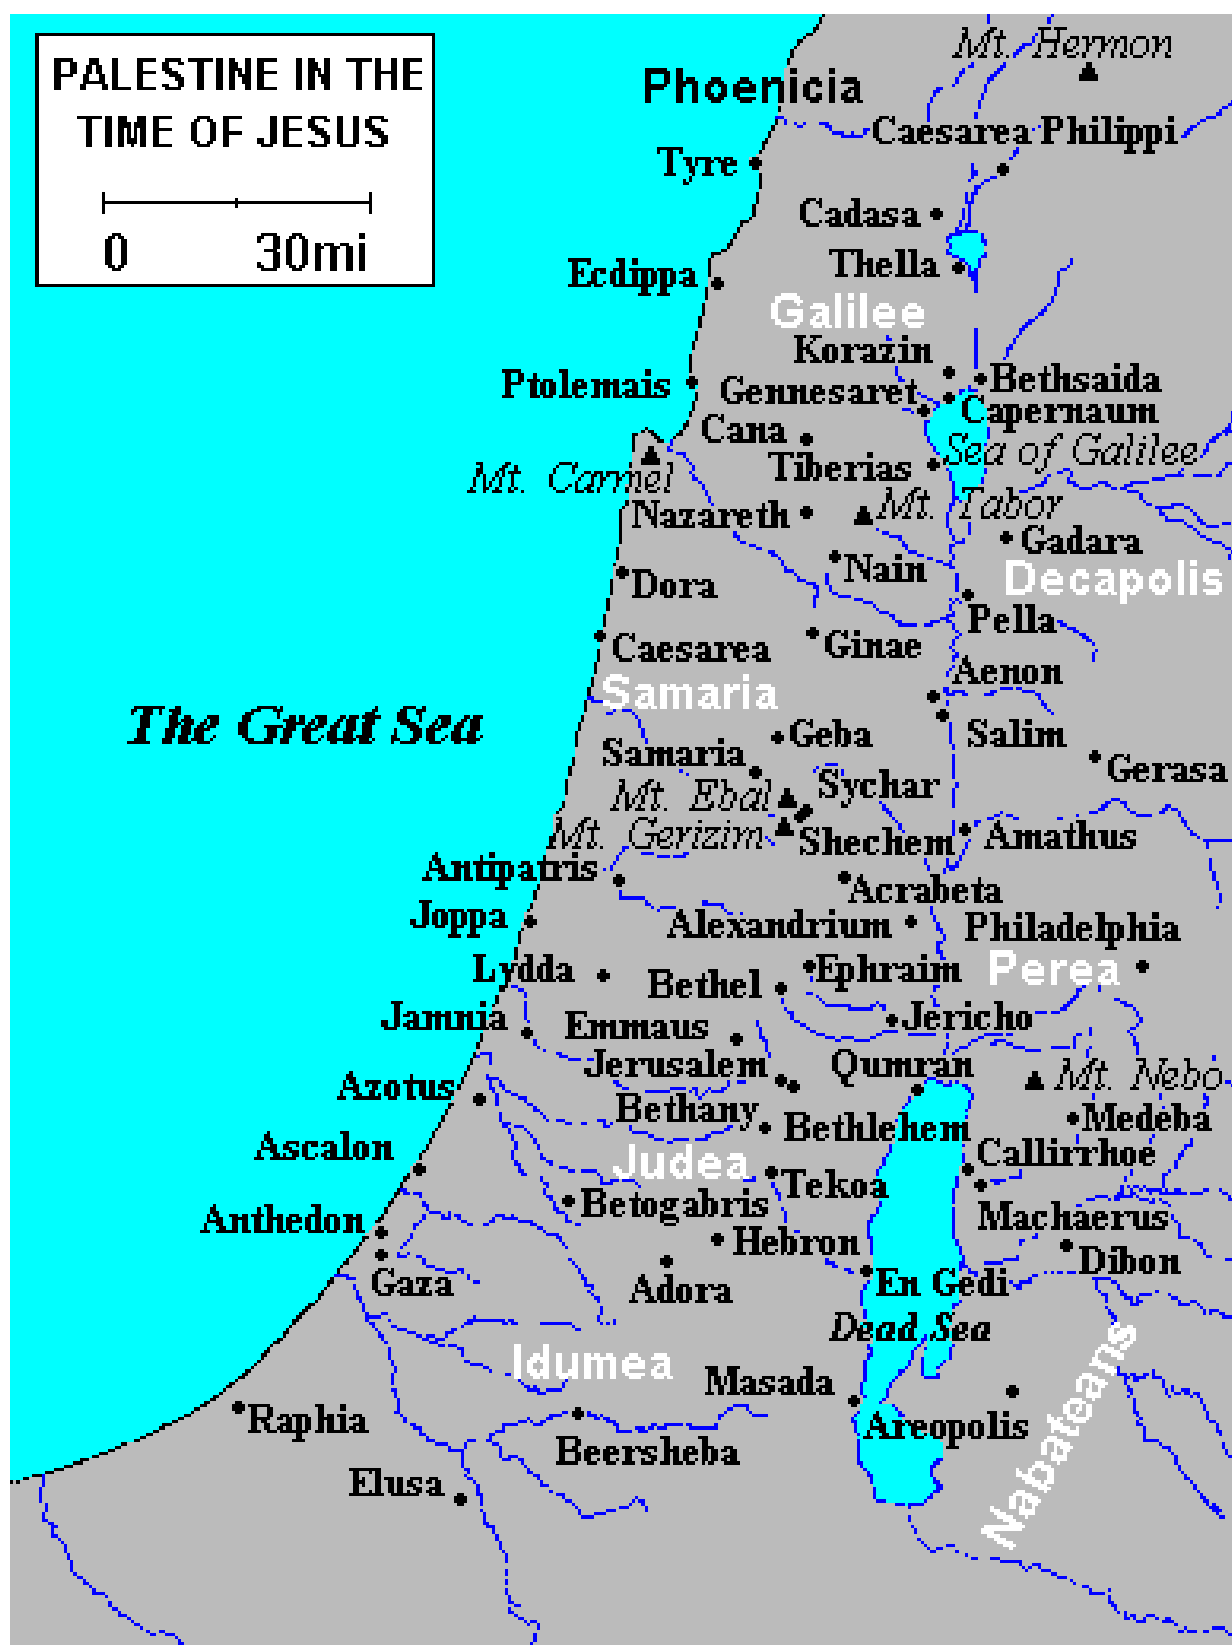 PALESTINE IN THE
TIME OF JESUS
0 30mi
Mt. Hermon
Phoenicia
Caesarea Philippi
Tyre
Cadasa
Thella
Ecdippa
Galilee
Korazin
Ptolemais
Bethsaida
Gennesaret
Capernaum
Cana
Sea of Galilee
Tiberias
Mt. Carmel
Mt. Tabor
Nazareth
Gadara
Nain
Decapolis
Dora
Pella
Caesarea
Ginae
Aenon
Samaria
The Great Sea
Geba
Salim
Samaria
Gerasa
Sychar
Mt. Ebal
Mt. Gerizim
Shechem
Amathus
Antipatris
Acrabeta
Joppa
Alexandrium
Philadelphia
Lydda
Ephraim
Perea
Bethel
Jamnia
Emmaus
Jericho
Jerusalem
Qumran
Mt. Nebo
Azotus
Bethany
Medeba
Bethlehem
Ascalon
Callirrhoe
Judea
Tekoa
Betogabris
Machaerus
Anthedon
Hebron
Dibon
Gaza
Adora
En Gedi
Dead Sea
Idumea
Nabateans
Masada
Raphia
Areopolis
Beersheba
Elusa